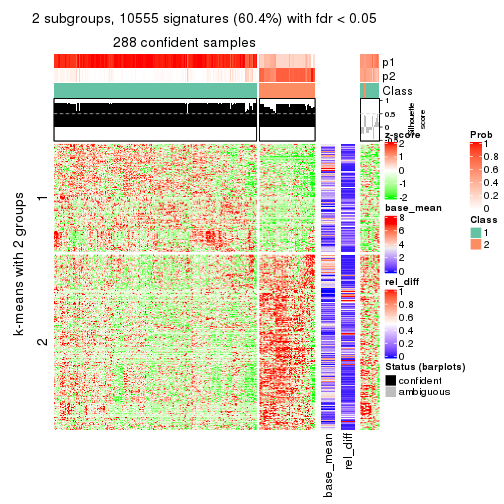 2 subgroups, 10555 signatures (60.4%) with fdr < 0.05
288 confident samples
p1
p2
Class
1
0.5
0
Silhouette
score
k-means with 2 groups
1
2
base_mean
rel_diff
z-score
2
1
0
-1
-2
base_mean
8
6
4
2
0
rel_diff
1
0.8
0.6
0.4
0.2
0
Status (barplots)
confident
ambiguous
Prob
1
0.8
0.6
0.4
0.2
0
Class
1
2